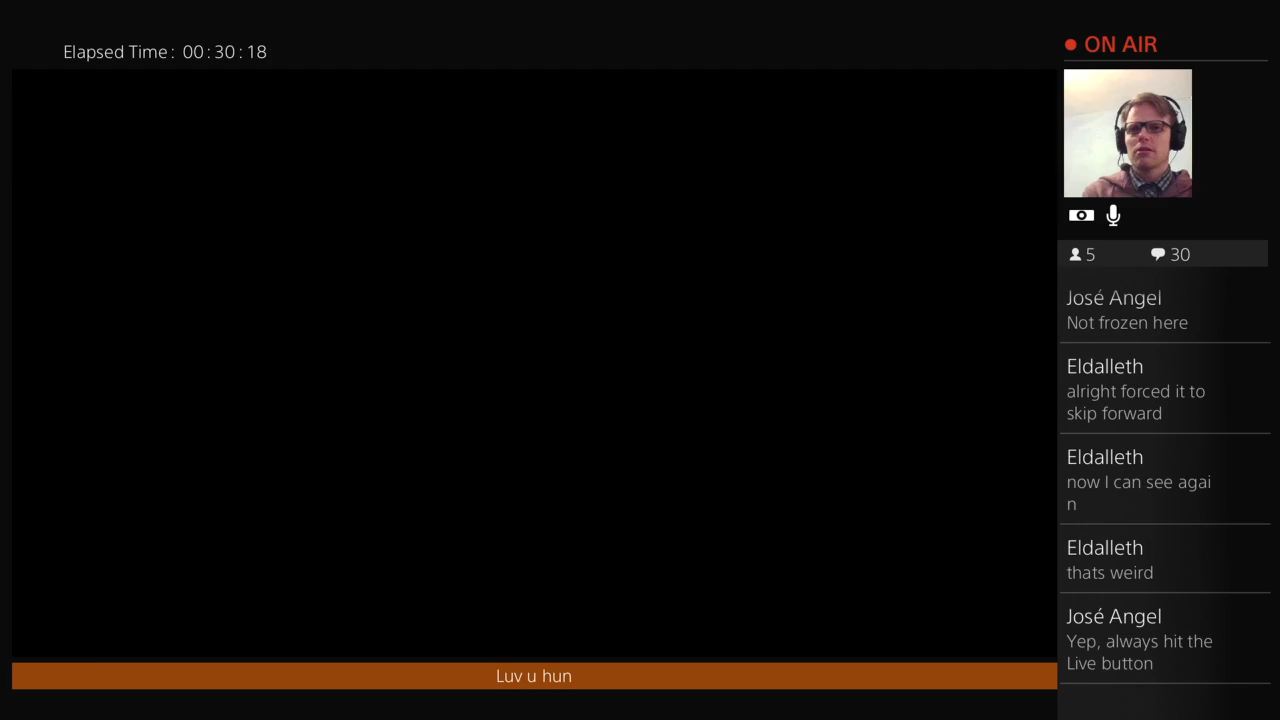 Elapsed Time: 00:30:18
ON AIR
5 30
José Angel
Not frozen here
Eldalleth
alright forced it to
skip forward
Eldalleth
now I can see agai
n
Eldalleth
thats weird
José Angel
Yep, always hit the
Live button
Luv u hun